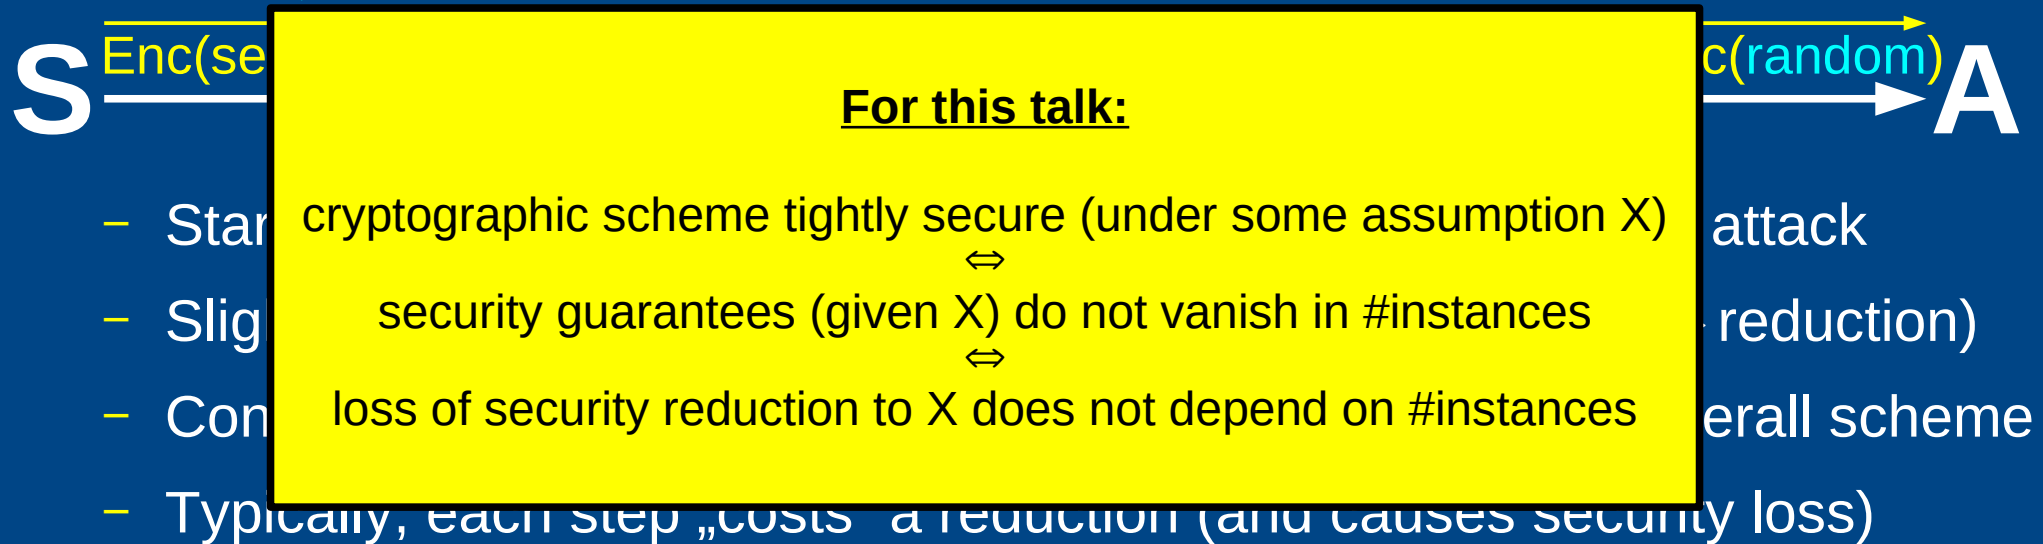 S Enc(se c(random) A
For this talk:
cryptographic scheme tightly secure (under some assumption X)
⇔
security guarantees (given X) do not vanish in #instances
⇔
loss of security reduction to X does not depend on #instances
– Star attack
– Slig reduction)
– Con erall scheme
– Typically, each step „costs“ a reduction (and causes security loss)